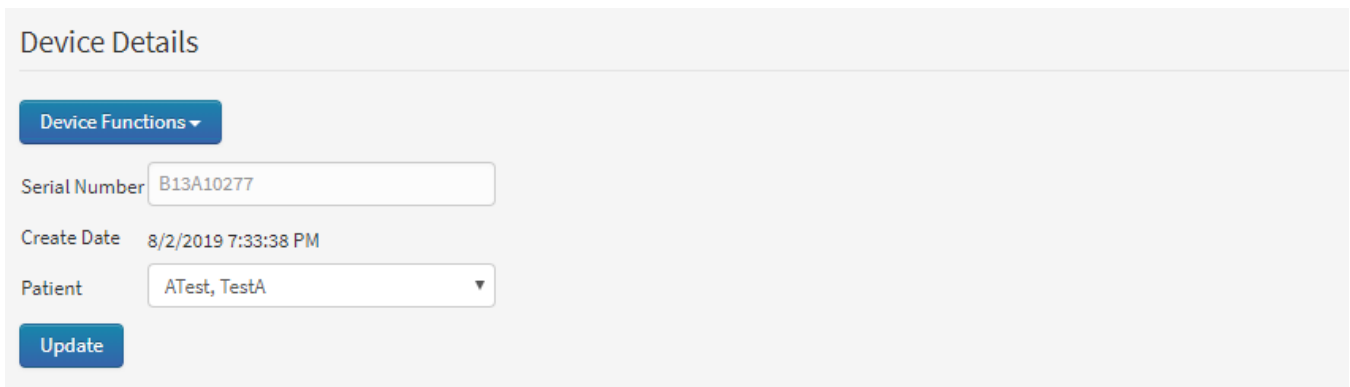 Device Details
Device Functions
Serial Number B13A10277
Create Date 8/2/2019 7:33:38 PM
Patient ATest, TestA
Update